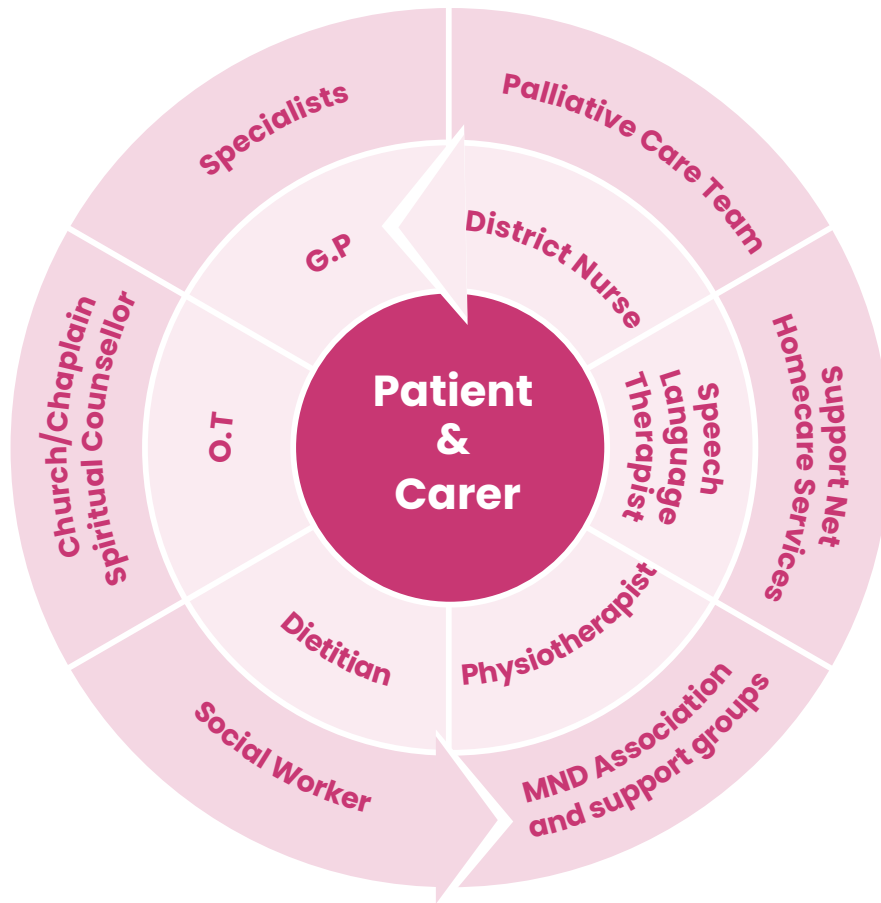 Specialists
Palliative Care Team
G.P
District Nurse
Church/Chaplain
Spiritual Counsellor
O.T
Patient
&
Carer
Speech
Language
Therapist
Support Net
Homecare Services
Dietitian
Physiotherapist
Social Worker
MND Association
and support groups